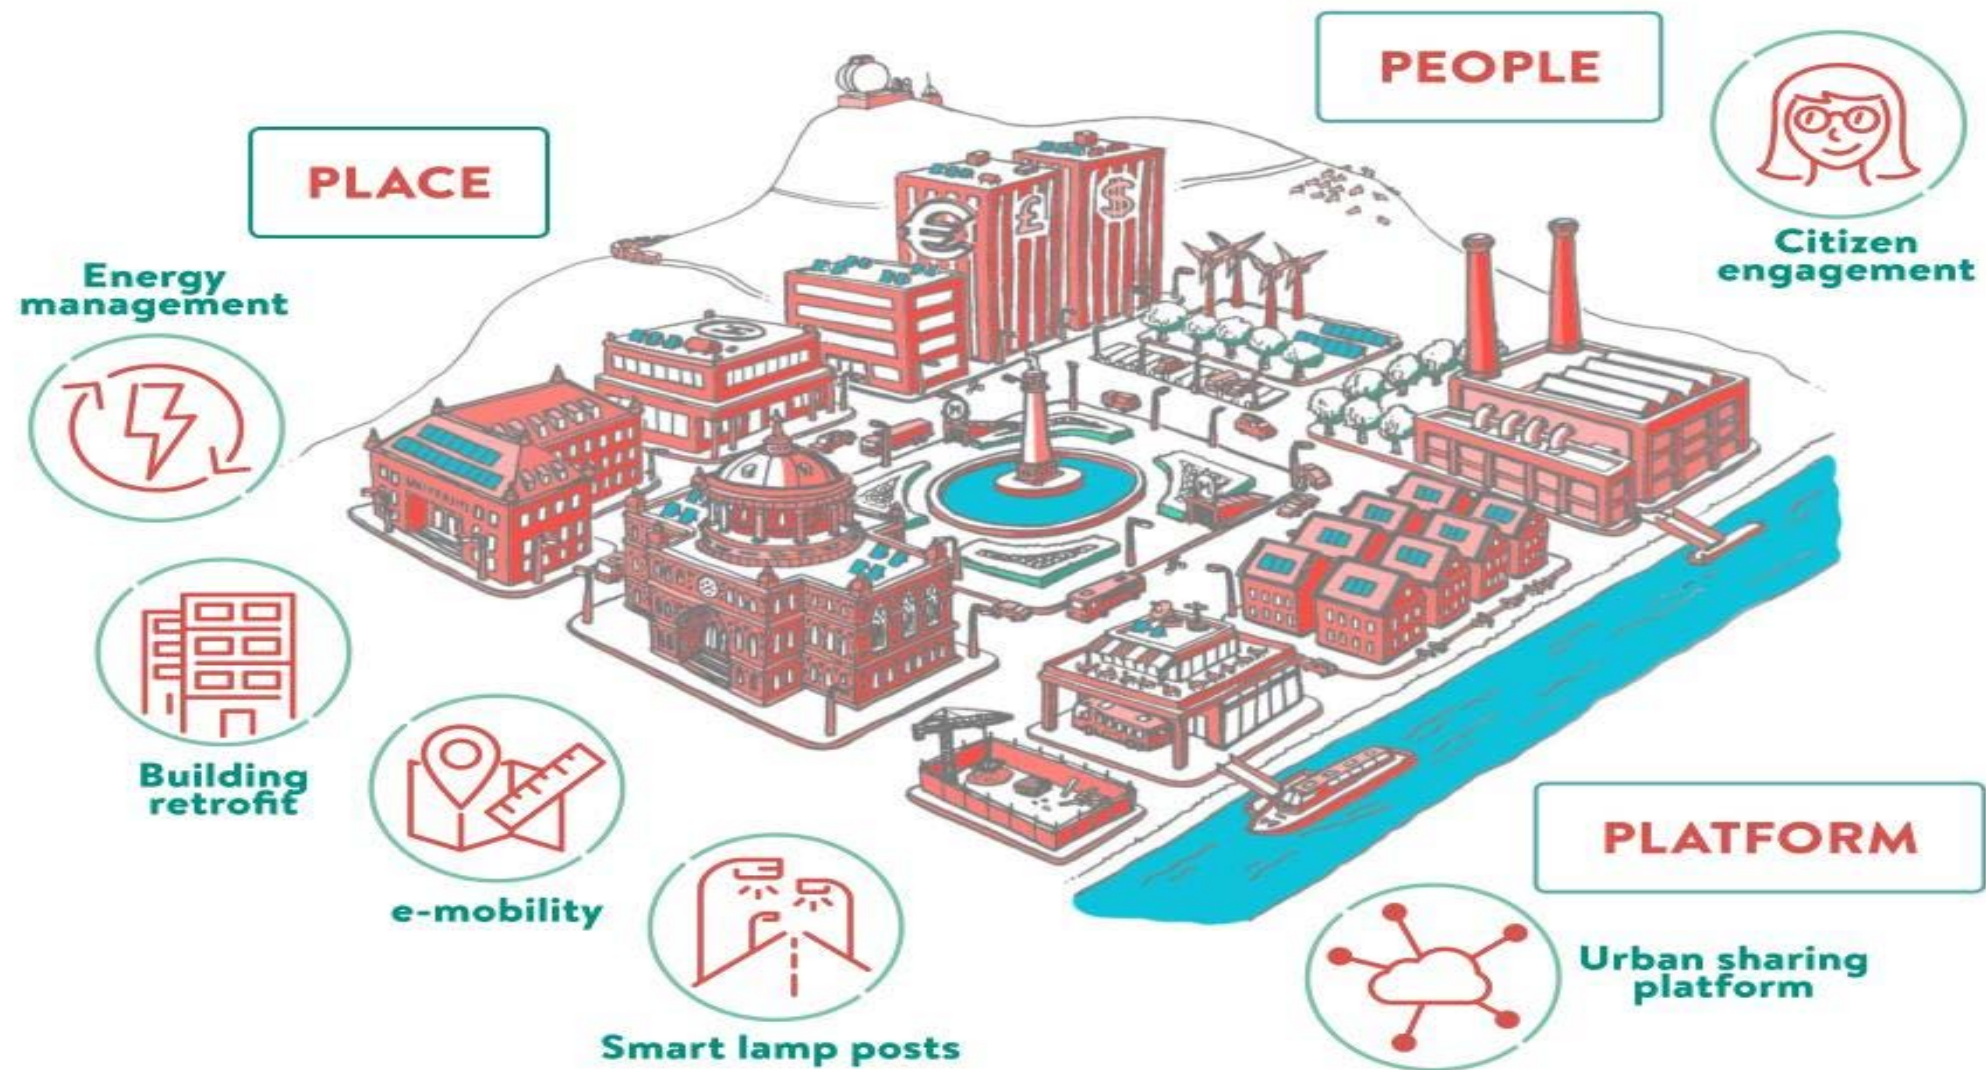 PLACE
Energy
management
Building
retrofit
e-mobility
Smart lamp posts
PEOPLE
Citizen
engagement
PLATFORM
Urban sharing
platform
€
£
$
H